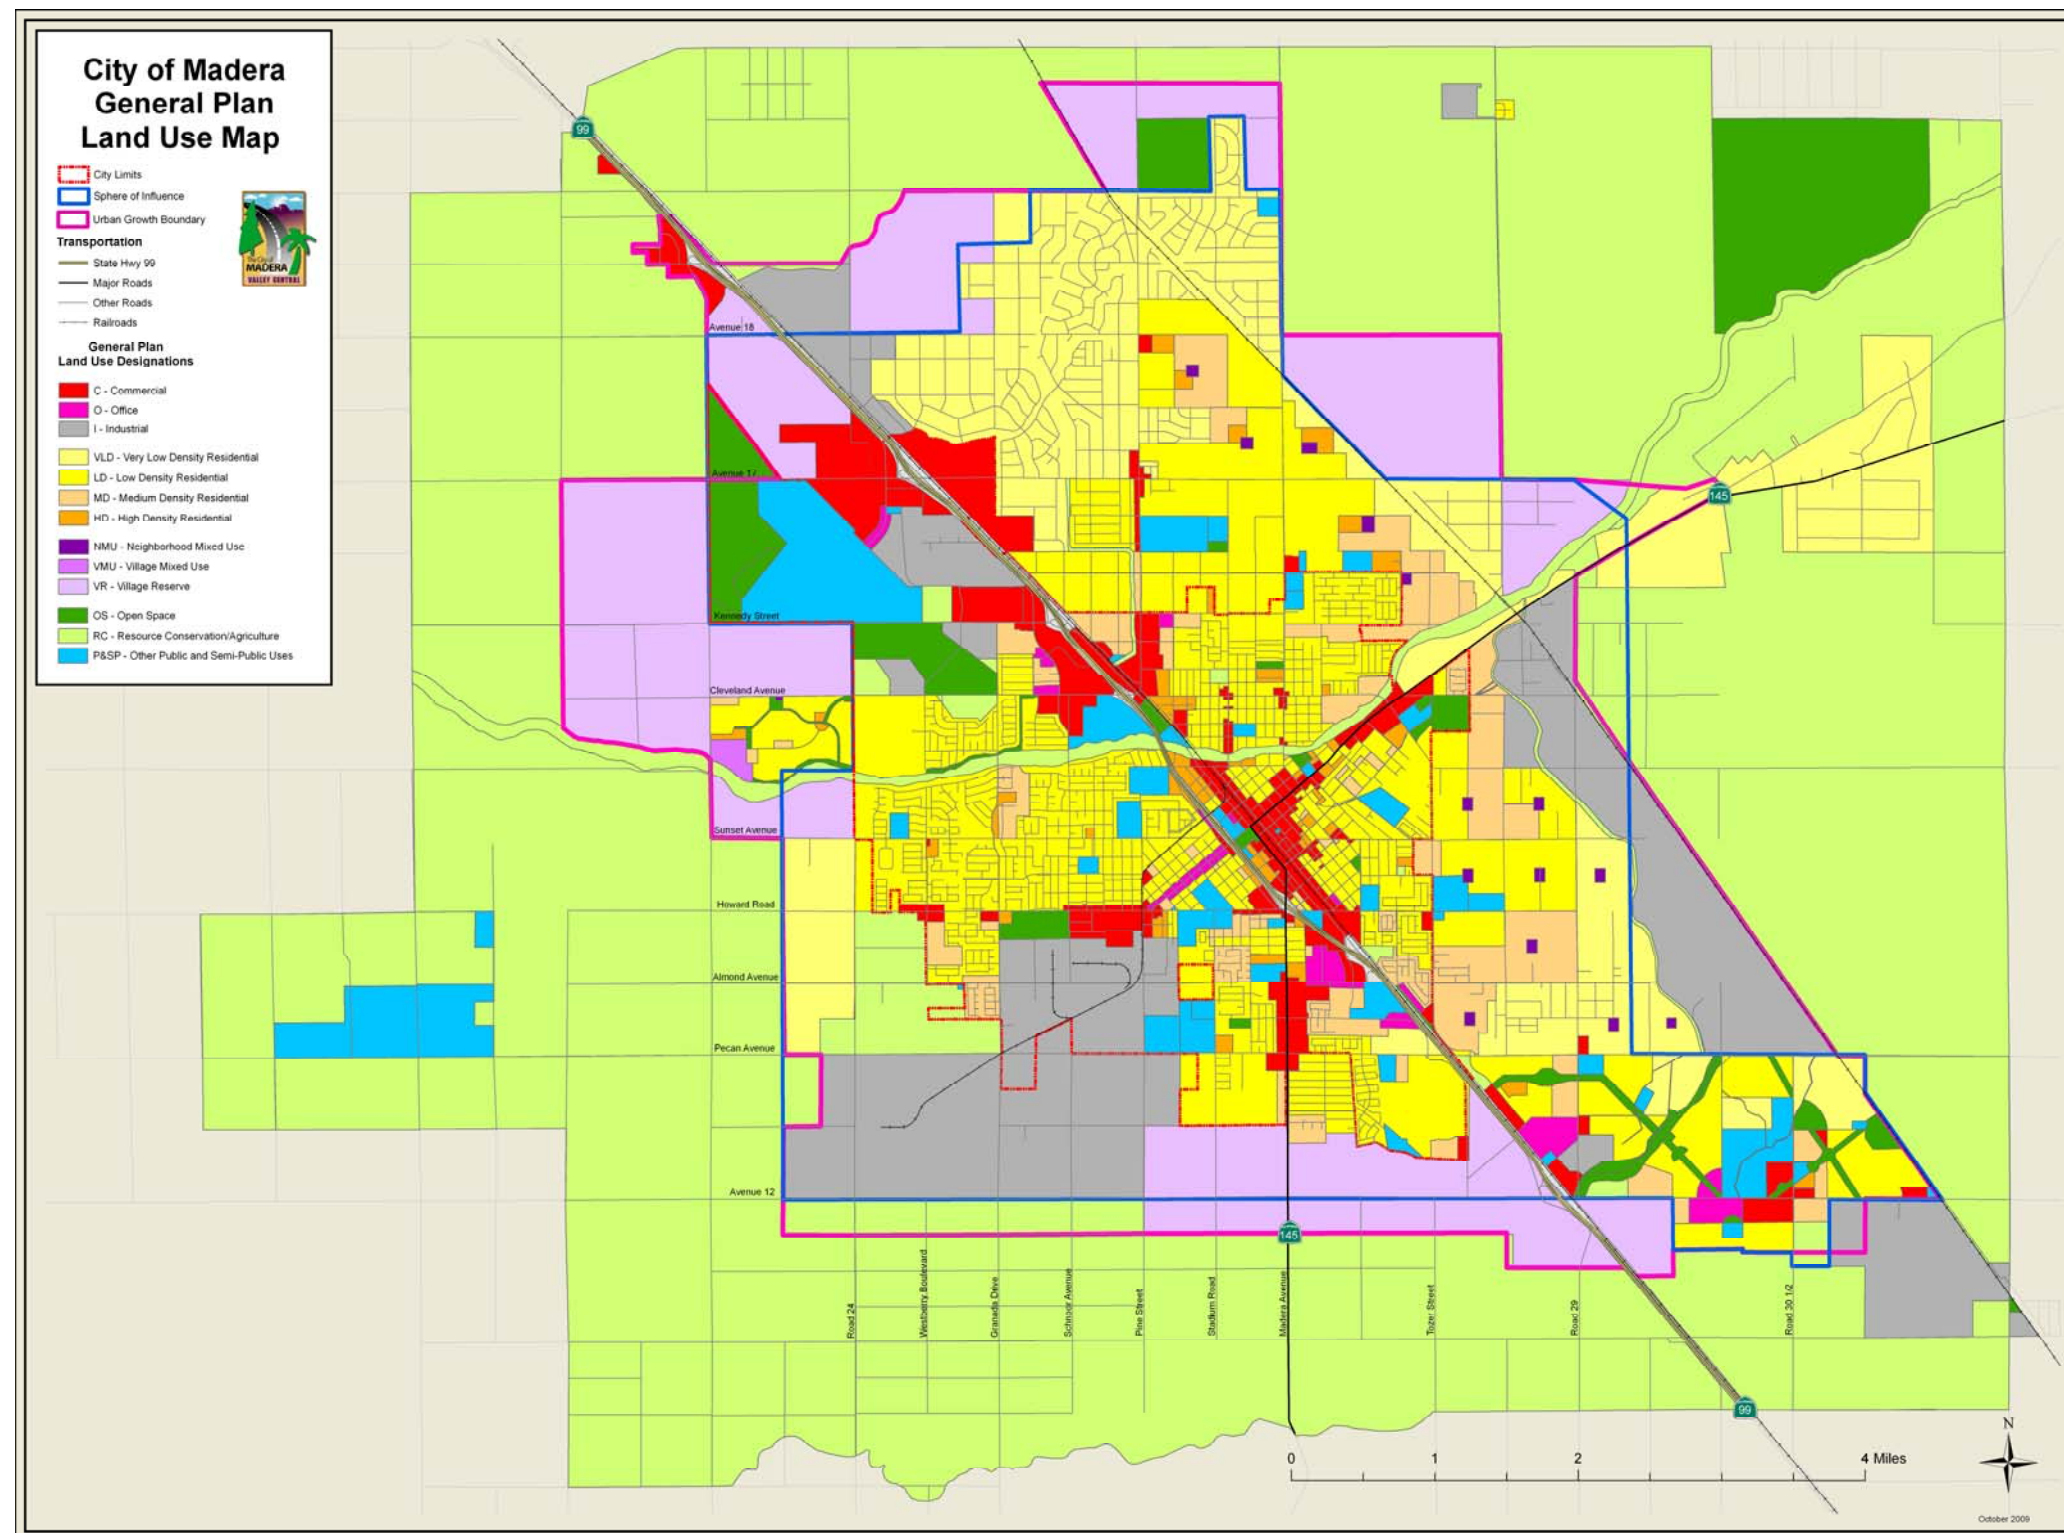 City of Madera
General Plan
Land Use Map
City Limits
Sphere of Influence
Urban Growth Boundary
Transportation
State Hwy 99
Major Roads
Other Roads
Railroads
The City of
MADERA
VALLEY CENTRAL
General Plan
Land Use Designations
C - Commercial
O - Office
I - Industrial
VLD - Very Low Density Residential
LD - Low Density Residential
MD - Medium Density Residential
HD - High Density Residential
NMU - Neighborhood Mixed Use
VMU - Village Mixed Use
VR - Village Reserve
OS - Open Space
RC - Resource Conservation/Agriculture
P&SP - Other Public and Semi-Public Uses
99
Avenue 18
Avenue 17
145
Kennedy Street
Cleveland Avenue
Sunset Avenue
Howard Road
Almond Avenue
Pecan Avenue
Avenue 12
145
Road 24
Westberry Boulevard
Granada Drive
Schnoor Avenue
Pine Street
Stadium Road
Madera Avenue
Tozer Street
Road 29
Road 30 1/2
99
N
0 1 2 4 Miles
October 2009